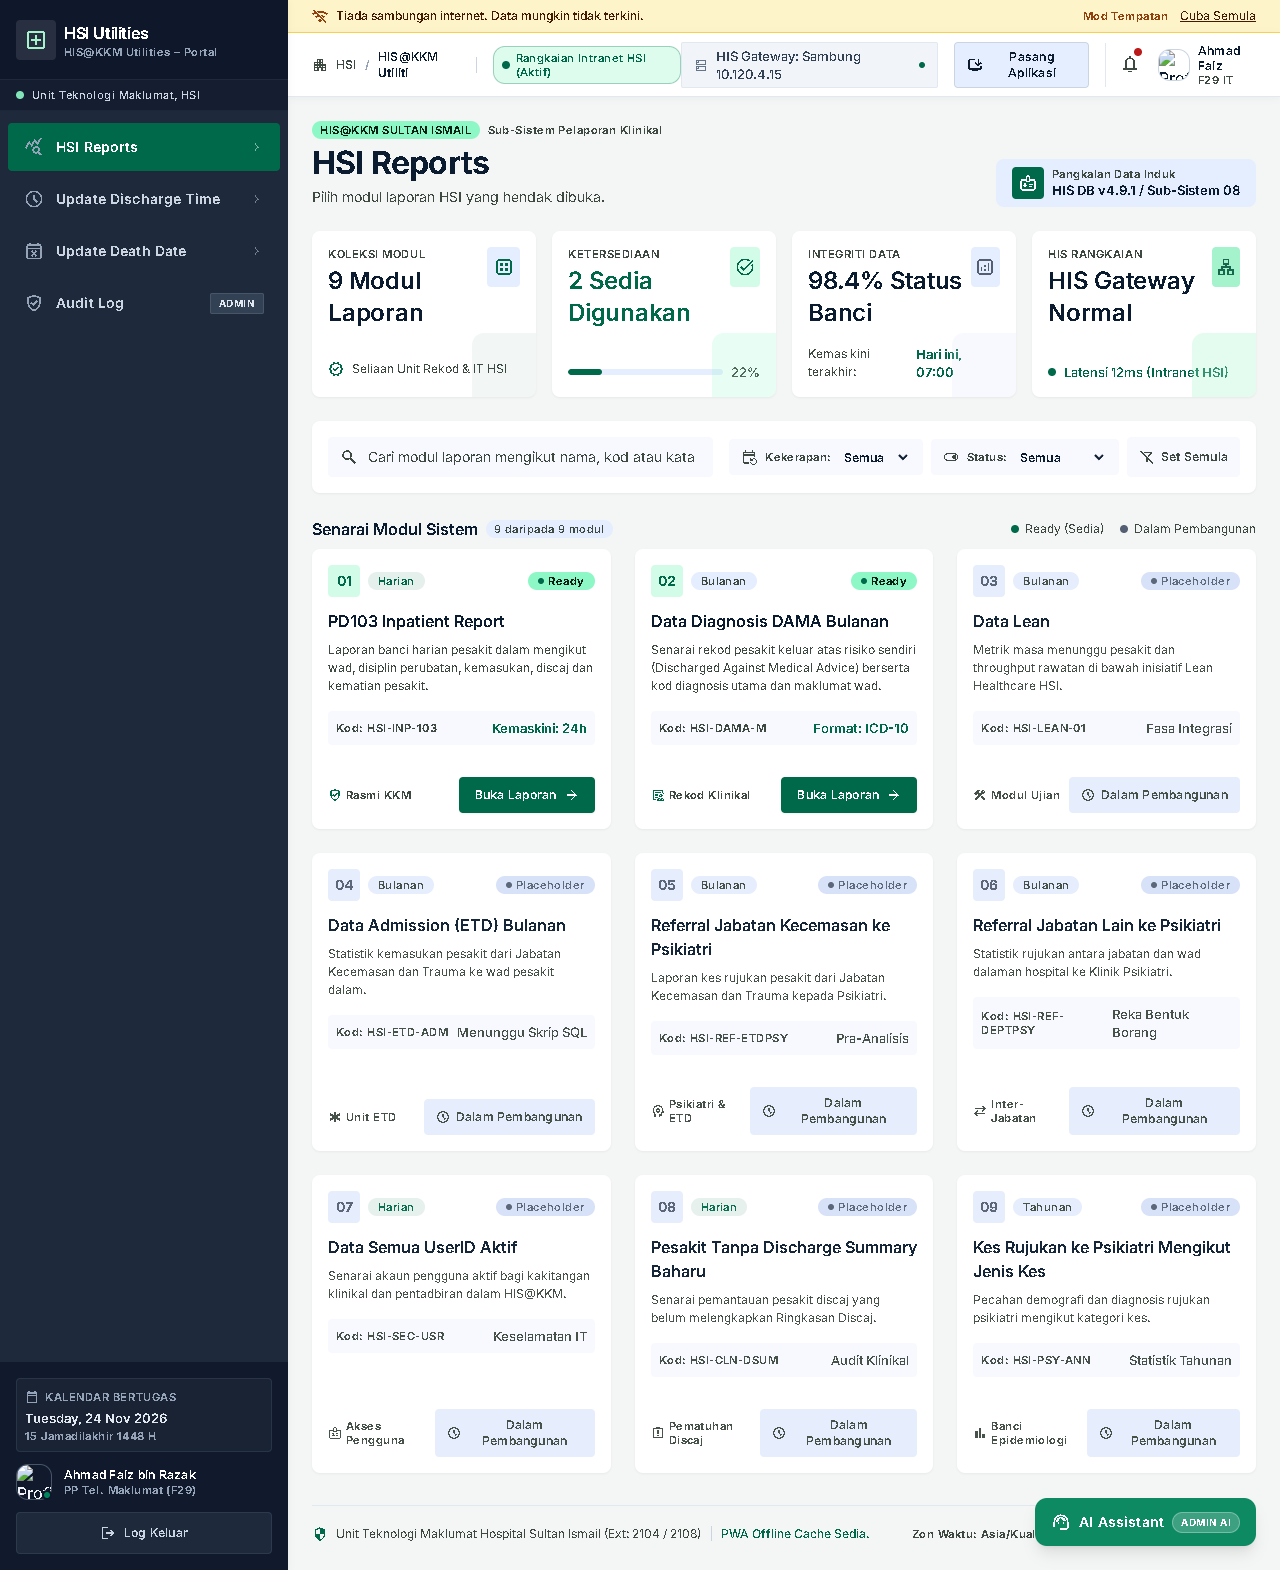 HSI Utilities
HSI@KKM Utilities – Portal
Unit Teknologi Maklumat, HSI
HSI Reports
Update Discharge Time
Update Death Date
Audit Log
ADMIN
KALENDAR BERTUGAS
Tuesday, 24 Nov 2026
15 Jamadilakhir 1448 H
Ahmad Faiz bin Razak
PP Tel. Maklumat (F29)
Log Keluar
Tiada sambungan internet. Data mungkin tidak terkini.
Mod Tempatan
Cuba Semula
HSI / HIS@KKM
Utiliti
Rangkaian Intranet HSI
(Aktif)
HIS Gateway: Sambung
10.120.4.15
Pasang
Aplikasi
Ahmad
Faiz
F29 IT
HIS@KKM SULTAN ISMAIL
Sub-Sistem Pelaporan Klinikal
HSI Reports
Pilih modul laporan HSI yang hendak dibuka.
Pangkalan Data Induk
HIS DB v4.9.1 / Sub-Sistem 08
KOLEKSI MODUL
9 Modul
Laporan
Seliaan Unit Rekod & IT HSI
KETERSEDIAAN
2 Sedia
Digunakan
22%
INTEGRITI DATA
98.4% Status
Banci
Kemas kini
terakhir:
Hari ini,
07:00
HIS RANGKAIAN
HIS Gateway
Normal
Latensi 12ms (Intranet HSI)
Cari modul laporan mengikut nama, kod atau kata
Kekerapan:
Semua
Status:
Semua
Set Semula
Senarai Modul Sistem
9 daripada 9 modul
Ready (Sedia)
Dalam Pembangunan
01
Harian
Ready
PD103 Inpatient Report
Laporan banci harian pesakit dalam mengikut
wad, disiplin perubatan, kemasukan, discaj dan
kematian pesakit.
Kod: HSI-INP-103
Kemaskini: 24h
Rasmi KKM
Buka Laporan
02
Bulanan
Ready
Data Diagnosis DAMA Bulanan
Senarai rekod pesakit keluar atas risiko sendiri
(Discharged Against Medical Advice) berserta
kod diagnosis utama dan maklumat wad.
Kod: HSI-DAMA-M
Format: ICD-10
Rekod Klinikal
Buka Laporan
03
Bulanan
Placeholder
Data Lean
Metrik masa menunggu pesakit dan
throughput rawatan di bawah inisiatif Lean
Healthcare HSI.
Kod: HSI-LEAN-01
Fasa Integrasi
Modul Ujian
Dalam Pembangunan
04
Bulanan
Placeholder
Data Admission (ETD) Bulanan
Statistik kemasukan pesakit dari Jabatan
Kecemasan dan Trauma ke wad pesakit
dalam.
Kod: HSI-ETD-ADM
Menunggu Skrip SQL
Unit ETD
Dalam Pembangunan
05
Bulanan
Placeholder
Referral Jabatan Kecemasan ke
Psikiatri
Laporan kes rujukan pesakit dari Jabatan
Kecemasan dan Trauma kepada Psikiatri.
Kod: HSI-REF-ETDPSY
Pra-Analisis
Psikiatri &
ETD
Dalam
Pembangunan
06
Bulanan
Placeholder
Referral Jabatan Lain ke Psikiatri
Statistik rujukan antara jabatan dan wad
dalaman hospital ke Klinik Psikiatri.
Kod: HSI-REF-
DEPTPSY
Reka Bentuk
Borang
Inter-
Jabatan
Dalam
Pembangunan
07
Harian
Placeholder
Data Semua UserID Aktif
Senarai akaun pengguna aktif bagi kakitangan
klinikal dan pentadbiran dalam HIS@KKM.
Kod: HSI-SEC-USR
Keselamatan IT
Akses
Pengguna
Dalam
Pembangunan
08
Harian
Placeholder
Pesakit Tanpa Discharge Summary
Baharu
Senarai pemantauan pesakit discaj yang
belum melengkapkan Ringkasan Discaj.
Kod: HSI-CLN-DSUM
Audit Klinikal
Pematuhan
Discaj
Dalam
Pembangunan
09
Tahunan
Placeholder
Kes Rujukan ke Psikiatri Mengikut
Jenis Kes
Pecahan demografi dan diagnosis rujukan
psikiatri mengikut kategori kes.
Kod: HSI-PSY-ANN
Statistik Tahunan
Banci
Epidemiologi
Dalam
Pembangunan
Unit Teknologi Maklumat Hospital Sultan Ismail (Ext: 2104 / 2108)
PWA Offline Cache Sedia.
Zon Waktu: Asia/Kual
AI Assistant
ADMIN AI